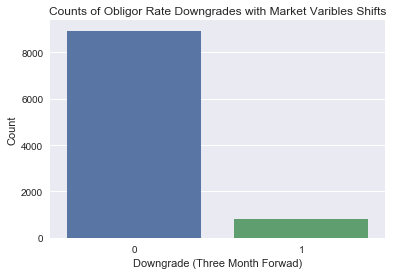 Counts of Obligor Rate Downgrades with Market Varibles Shifts
8000
6000
4000
2000
0
Count
0 1
Downgrade (Three Month Forwad)